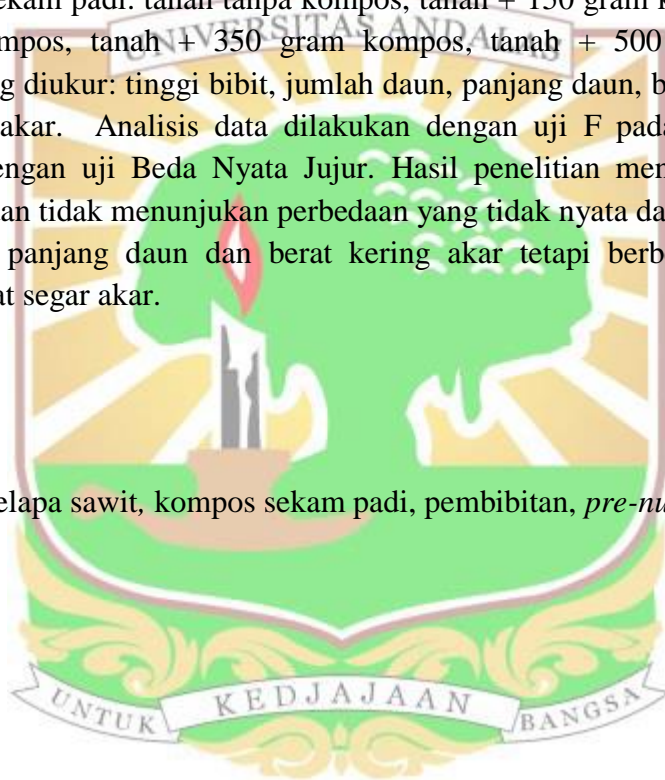 sekam padi: tanah tanpa kompos, tanah + 150 gram k
ompos, tanah + 350 gram kompos, tanah + 500
UNIVERSITAS ANDALAS
g diukur: tinggi bibit, jumlah daun, panjang daun, b
akar. Analisis data dilakukan dengan uji F pada
engan uji Beda Nyata Jujur. Hasil penelitian men
an tidak menunjukan perbedaan yang tidak nyata da
panjang daun dan berat kering akar tetapi berb
at segar akar.
elapa sawit, kompos sekam padi, pembibitan, pre-nu
UNTUK KEDJAJAAN BANGSA